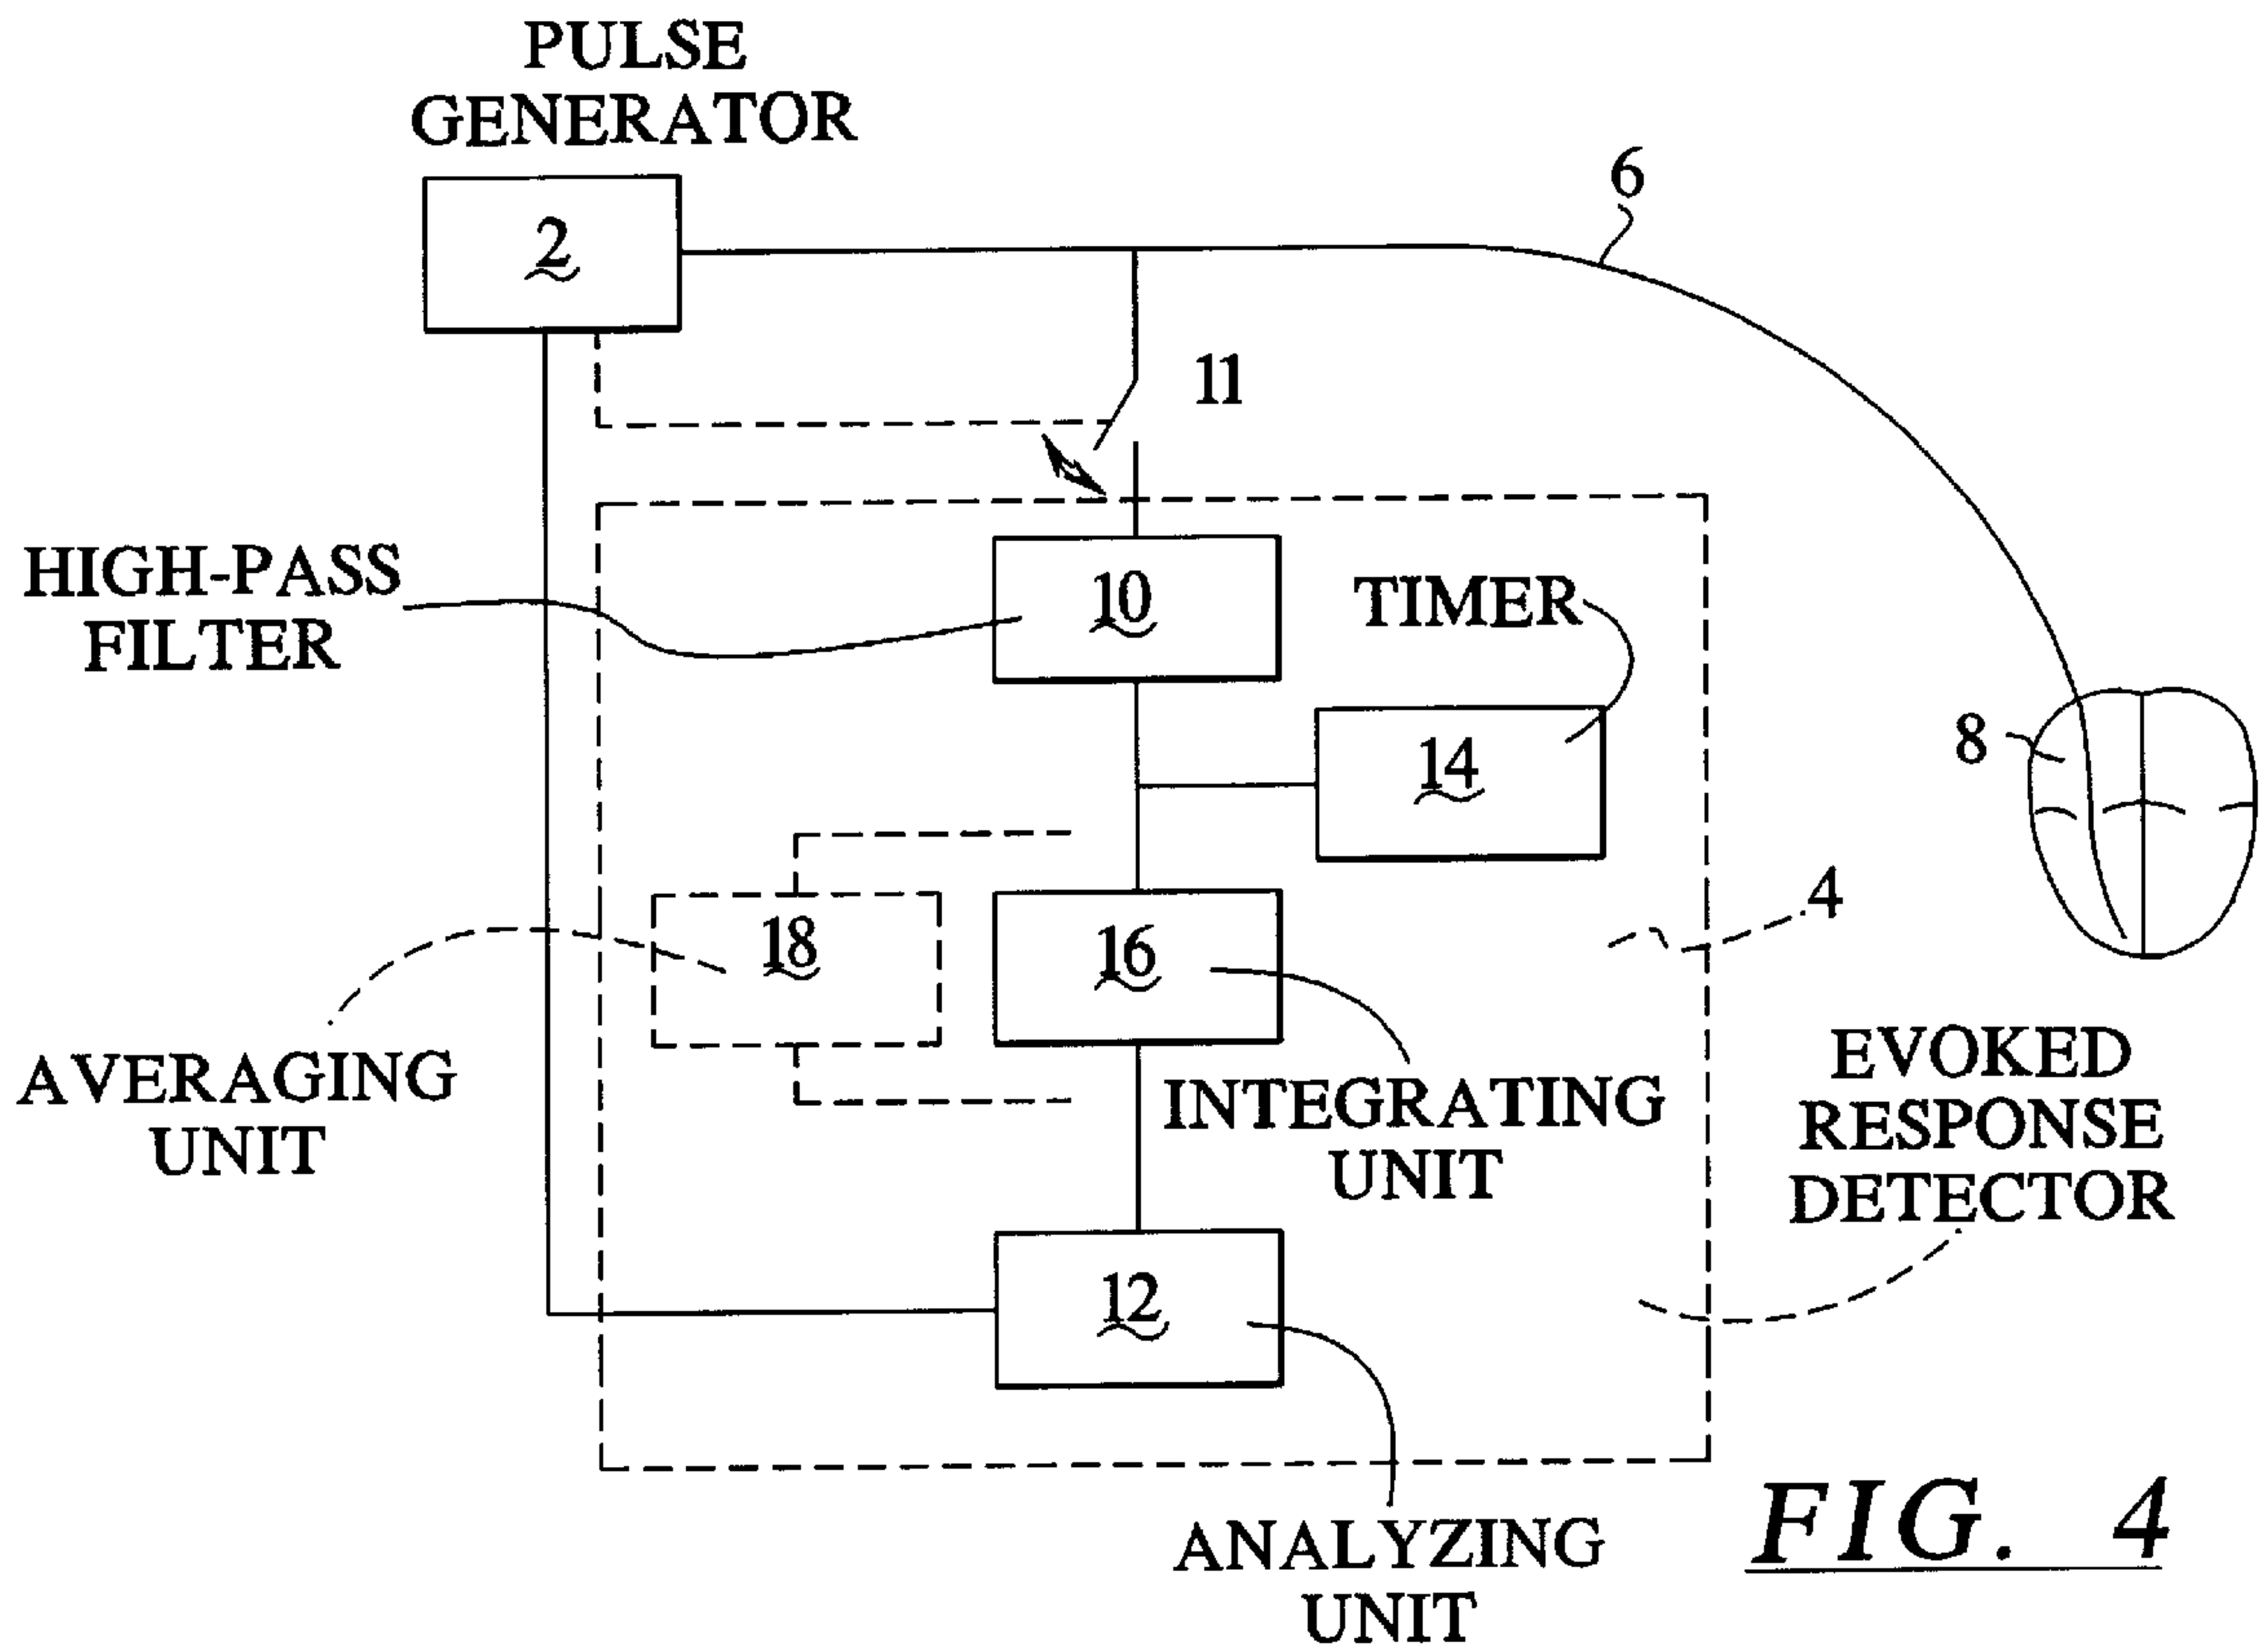 PULSE
GENERATOR
2
6
11
HIGH-PASS
FILTER
10
TIMER
14
8
18
16
4
AVERAGING
UNIT
INTEGRATING
UNIT
EVOKED
RESPONSE
DETECTOR
12
ANALYZING
UNIT
FIG. 4